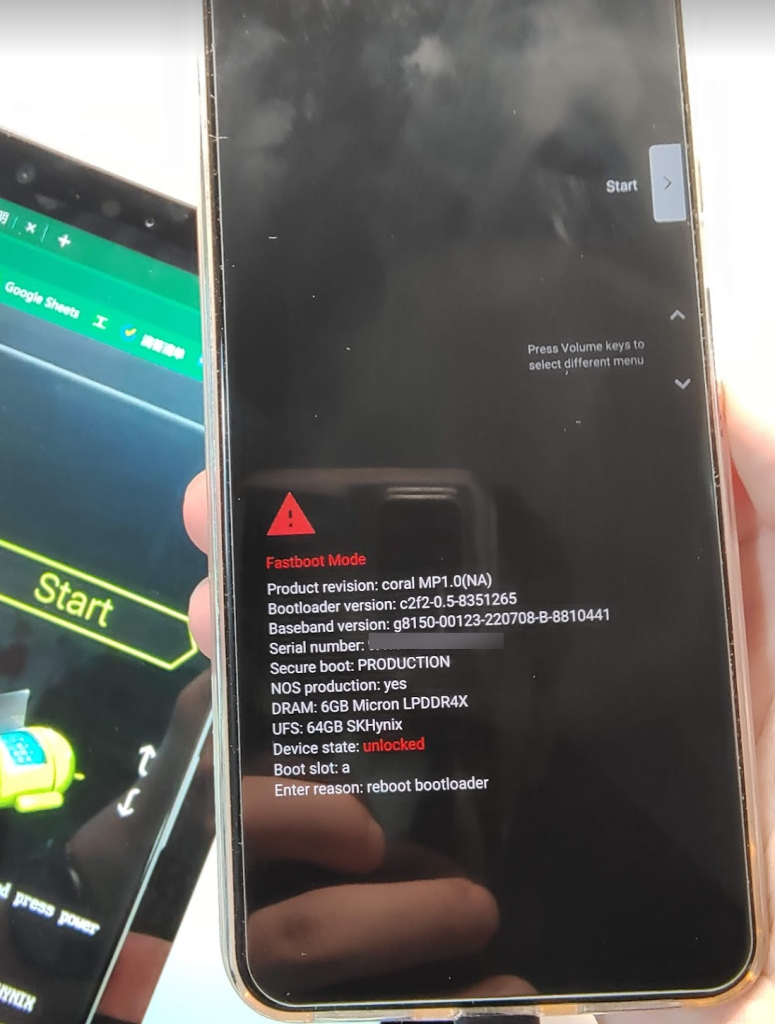 Start
Press Volume keys to
select different menu
Fastboot Mode
Product revision: coral MP1.0(NA)
Bootloader version: c2f2-0.5-8351265
Baseband version: g8150-00123-220708-B-8810441
Serial number:
Secure boot: PRODUCTION
NOS production: yes
DRAM: 6GB Micron LPDDR4X
UFS: 64GB SKHynix
Device state: unlocked
Boot slot: a
Enter reason: reboot bootloader
明
Google Sheets
工
Start
press power